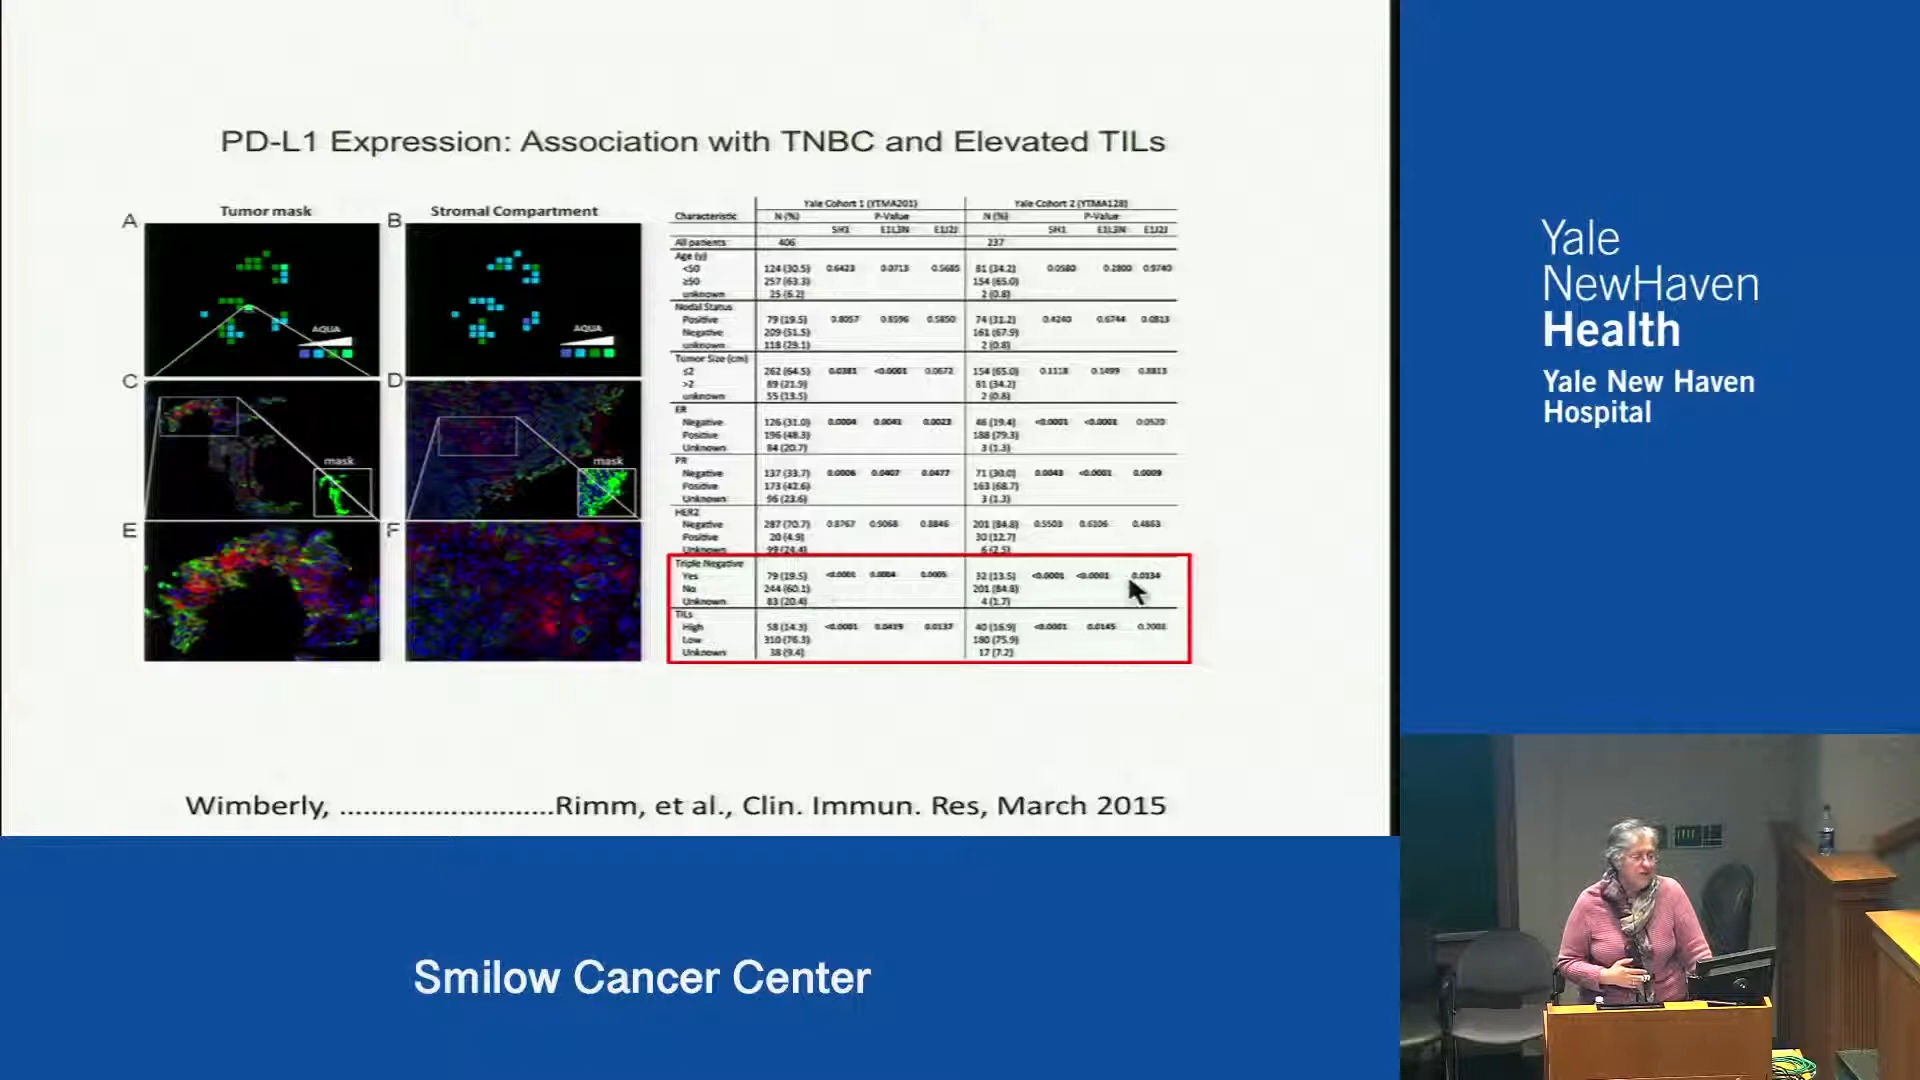 PD-L1 Expression: Association with TNBC and Elevated TILs
A
Tumor mask
B
Stromal Compartment
AQUA
AQUA
C
D
mask
mask
E
F
Yale Cohort 1 (YTMA201) Yale Cohort 2 (YTMA128)
Characteristic N (%) P-Value N (%) P-Value
5H1 E1L3N E1J2J 5H1 E1L3N E1J2J
All patients 406 237
Age (y)
<50 124 (30.5) 0.6423 0.0713 0.5685 81 (34.2) 0.0580 0.2800 0.9740
≥50 257 (63.3) 154 (65.0)
unknown 25 (6.2) 2 (0.8)
Nodal Status
Positive 79 (19.5) 0.8057 0.8596 0.5850 74 (31.2) 0.4240 0.6744 0.0813
Negative 209 (51.5) 161 (67.9)
unknown 118 (29.1) 2 (0.8)
Tumor Size (cm)
≤2 262 (64.5) 0.0381 <0.0001 0.0672 154 (65.0) 0.1118 0.1499 0.8813
>2 89 (21.9) 81 (34.2)
unknown 55 (13.5) 2 (0.8)
ER
Negative 126 (31.0) 0.0004 0.0041 0.0023 46 (19.4) <0.0001 <0.0001 0.0520
Positive 196 (48.3) 188 (79.3)
Unknown 84 (20.7) 3 (1.3)
PR
Negative 137 (33.7) 0.0006 0.0407 0.0477 71 (30.0) 0.0043 <0.0001 0.0009
Positive 173 (42.6) 163 (68.7)
Unknown 96 (23.6) 3 (1.3)
HER2
Negative 287 (70.7) 0.8767 0.9068 0.8846 201 (84.8) 0.5503 0.6106 0.4663
Positive 20 (4.9) 30 (12.7)
Unknown 99 (24.4) 6 (2.5)
Triple Negative
Yes 79 (19.5) <0.0001 0.0004 0.0005 32 (13.5) <0.0001 <0.0001 0.0134
No 244 (60.1) 201 (84.8)
Unknown 83 (20.4) 4 (1.7)
TILs
High 58 (14.3) <0.0001 0.0419 0.0137 40 (16.9) <0.0001 0.0145
Low 310 (76.3) 180 (75.9)
Unknown 38 (9.4) 17 (7.2)
Wimberly, ...........................Rimm, et al., Clin. Immun. Res, March 2015
Yale
NewHaven
Health
Yale New Haven
Hospital
Smilow Cancer Center